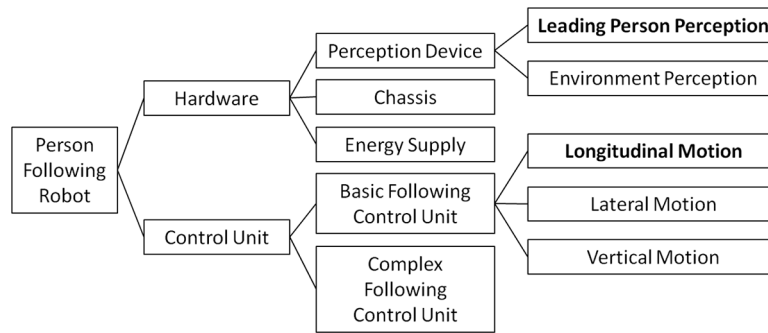 Person
Following
Robot
Hardware
Control Unit
Perception Device
Chassis
Energy Supply
Basic Following
Control Unit
Complex
Following
Control Unit
Leading Person Perception
Environment Perception
Longitudinal Motion
Lateral Motion
Vertical Motion